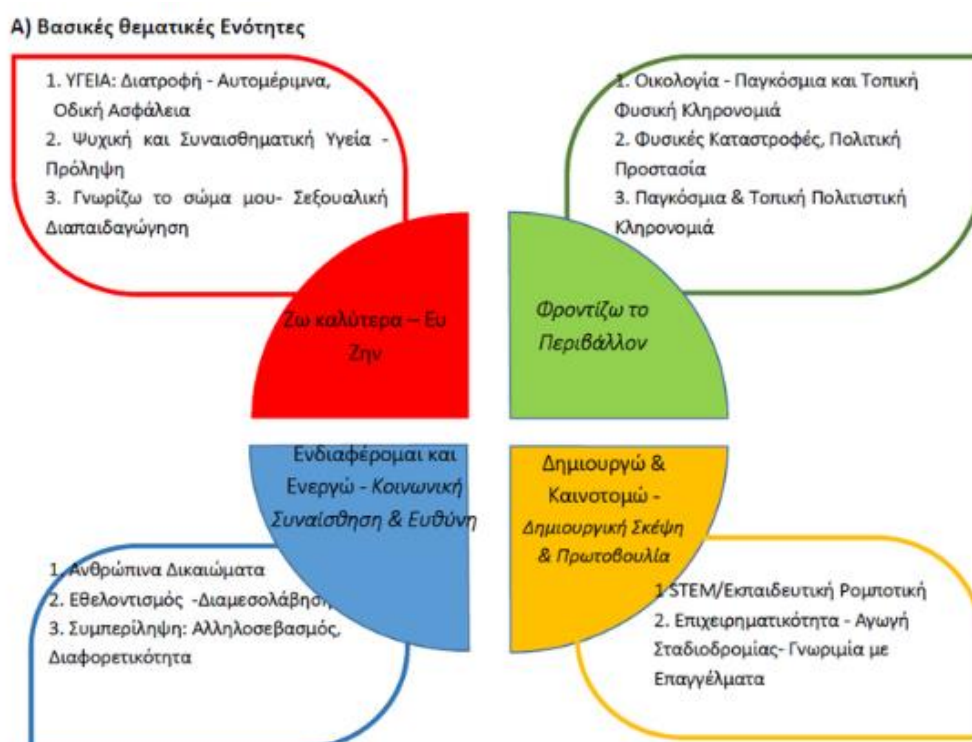 Α) Βασικές θεματικές Ενότητες
1. ΥΓΕΙΑ: Διατροφή - Αυτομέριμνα,
Οδική Ασφάλεια
2. Ψυχική και Συναισθηματική Υγεία -
Πρόληψη
3. Γνωρίζω το σώμα μου- Σεξουαλική
Διαπαιδαγώγηση
1. Οικολογία - Παγκόσμια και Τοπική
Φυσική Κληρονομιά
2. Φυσικές Καταστροφές, Πολιτική
Προστασία
3. Παγκόσμια & Τοπική Πολιτιστική
Κληρονομιά
Ζω καλύτερα – Ευ
Ζην
Φροντίζω το
Περιβάλλον
Ενδιαφέρομαι και
Ενεργώ - Κοινωνική
Συναίσθηση & Ευθύνη
Δημιουργώ &
Καινοτομώ -
Δημιουργική Σκέψη
& Πρωτοβουλία
1. Ανθρώπινα Δικαιώματα
2. Εθελοντισμός -Διαμεσολάβηση
3. Συμπερίληψη: Αλληλοσεβασμός,
Διαφορετικότητα
1 STEM/Εκπαιδευτική Ρομποτική
2. Επιχειρηματικότητα - Αγωγή
Σταδιοδρομίας- Γνωριμία με
Επαγγέλματα